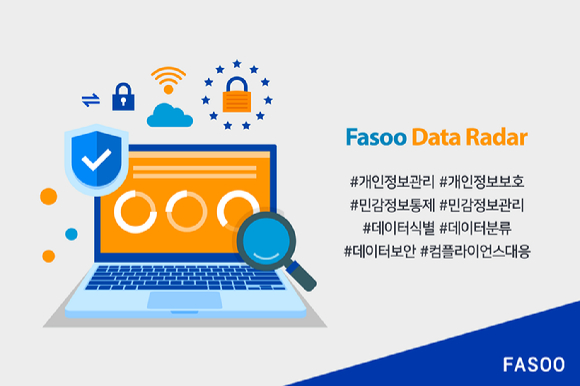 Fasoo Data Radar
#개인정보관리 #개인정보보호
#민감정보통제 #민감정보관리
#데이터식별 #데이터분류
#데이터보안 #컴플라이언스대응
FASOO